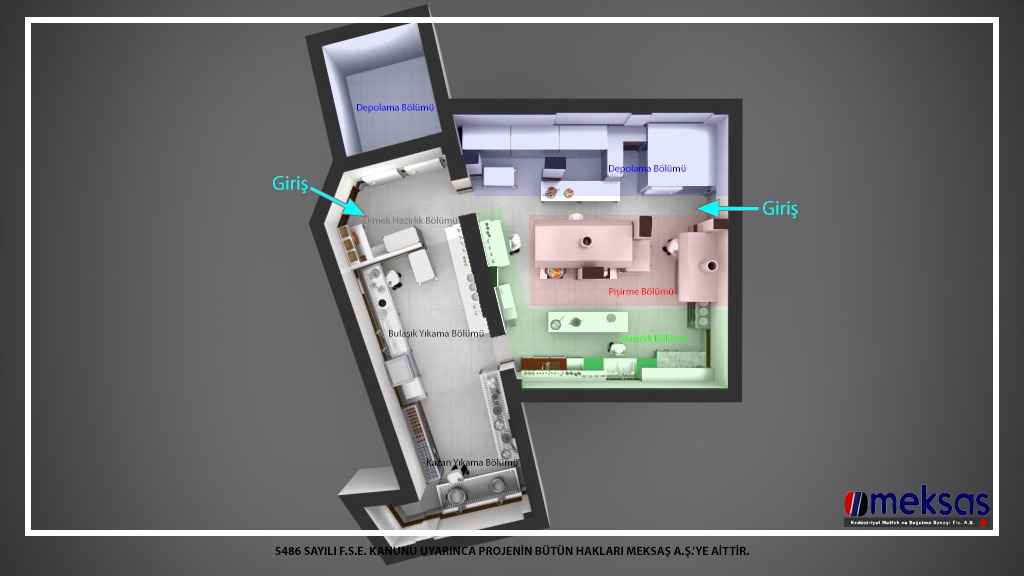 Depolama Bölümü
Depolama Bölümü
Giriş
Giriş
Ekmek Hazırlık Bölümü
Pişirme Bölümü
Bulaşık Yıkama Bölümü
Hazırlık Bölümü
Kazan Yıkama Bölümü
meksaş
Endüstriyel Mutfak ve Soğutma Sanayi Tic. A.Ş.
5486 SAYILI F.S.E. KANUNU UYARINCA PROJENİN BÜTÜN HAKLARI MEKSAŞ A.Ş.'YE AİTTİR.